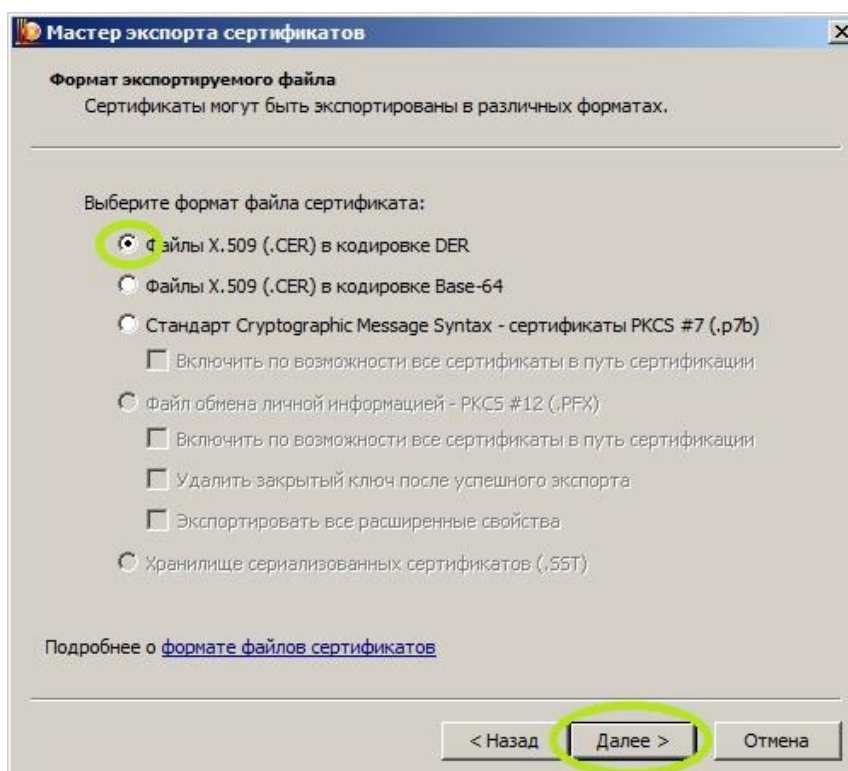 Мастер экспорта сертификатов
Формат экспортируемого файла
Сертификаты могут быть экспортированы в различных форматах.
Выберите формат файла сертификата:
Файлы X.509 (.CER) в кодировке DER
Файлы X.509 (.CER) в кодировке Base-64
Стандарт Cryptographic Message Syntax - сертификаты PKCS #7 (.p7b)
Включить по возможности все сертификаты в путь сертификации
Файл обмена личной информацией - PKCS #12 (.PFX)
Включить по возможности все сертификаты в путь сертификации
Удалить закрытый ключ после успешного экспорта
Экспортировать все расширенные свойства
Хранилище сериализованных сертификатов (.SST)
Подробнее о формате файлов сертификатов
< Назад Далее > Отмена